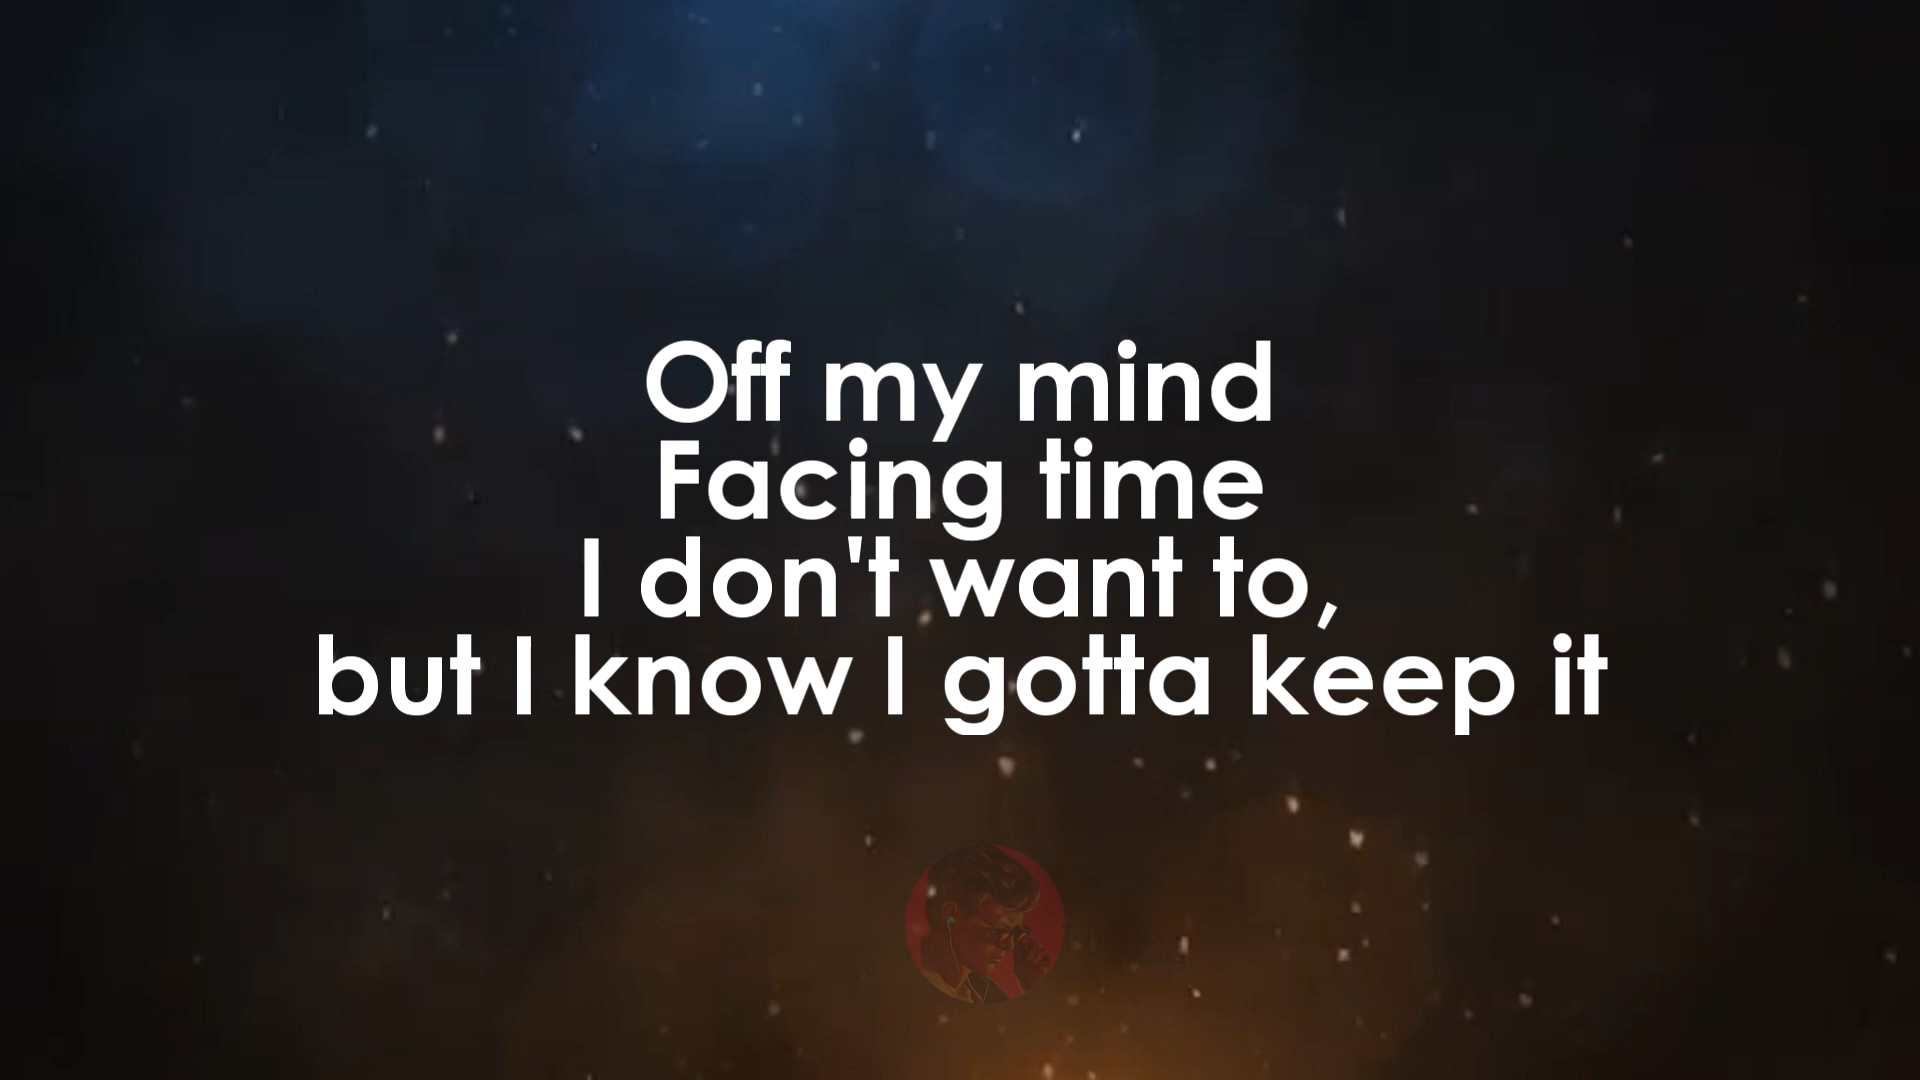 Off my mind
Facing time
I don't want to,
but I know I gotta keep it